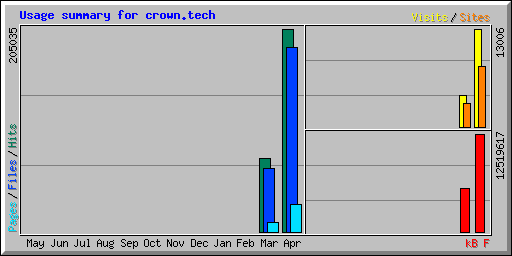 Usage summary for crown.tech
Visits/Sites
205035
13006
Pages/Files/Hits
12519617
May Jun Jul Aug Sep Oct Nov Dec Jan Feb Mar Apr
kB F